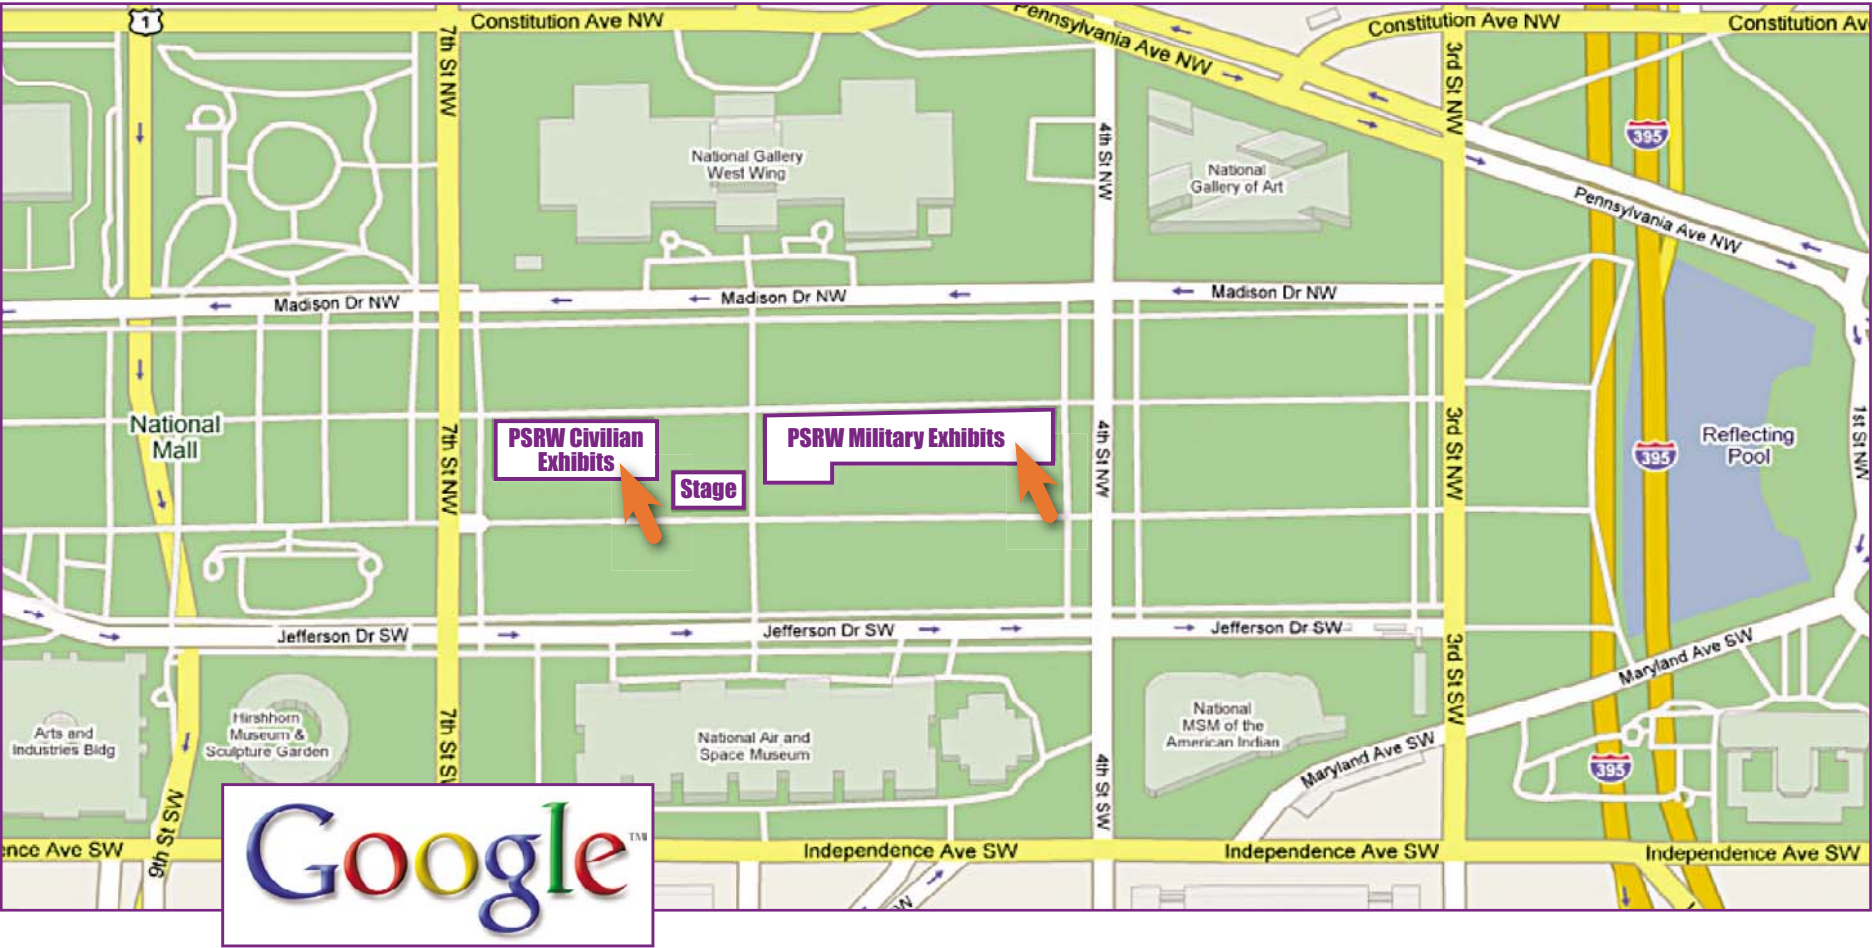 1
Constitution Ave NW
Pennsylvania Ave NW
Constitution Ave NW
Constitution Av
7th St NW
3rd St NW
395
4th St NW
National Gallery
West Wing
National
Gallery of Art
Pennsylvania Ave NW
Madison Dr NW
Madison Dr NW
Madison Dr NW
National
Mall
7th St NW
PSRW Civilian
Exhibits
Stage
PSRW Military Exhibits
4th St NW
3rd St NW
395
Reflecting
Pool
1st St NW
Jefferson Dr SW
Jefferson Dr SW
Jefferson Dr SW
Maryland Ave SW
3rd St SW
Arts and
Industries Bldg
Hirshhorn
Museum &
Sculpture Garden
7th St SW
National Air and
Space Museum
National
MSM of the
American Indian
4th St SW
Maryland Ave SW
395
9th St SW
ence Ave SW
Independence Ave SW
Independence Ave SW
Independence Ave SW
Google™
W